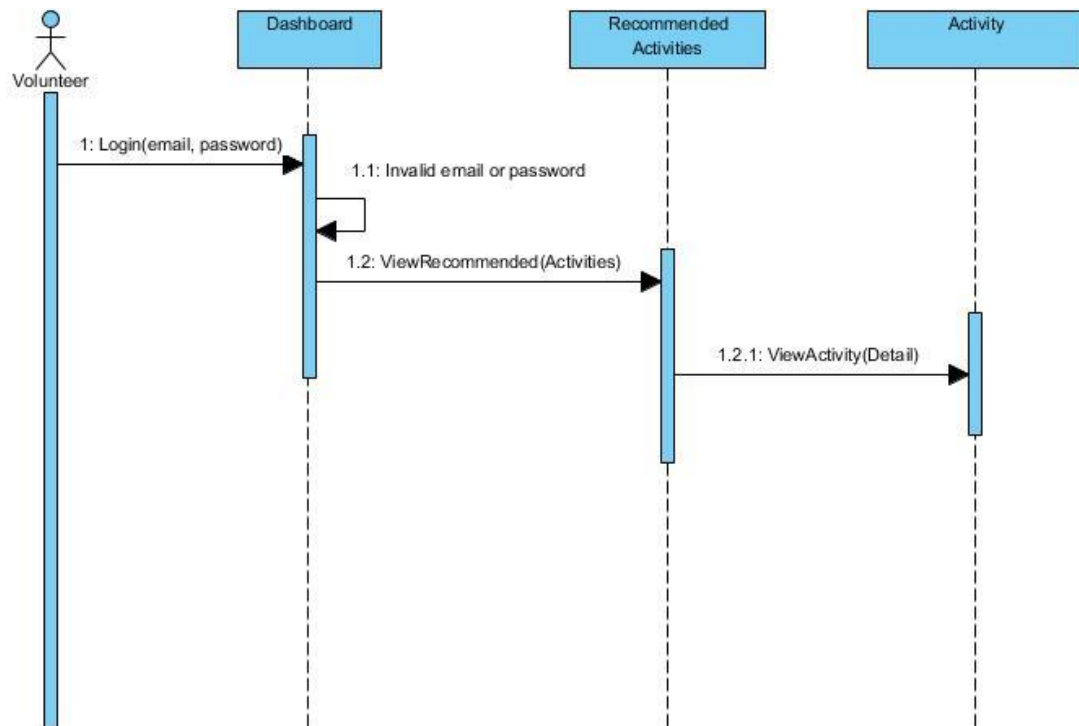 Dashboard
Recommended
Activities
Activity
Volunteer
1: Login(email, password)
1.1: Invalid email or password
1.2: ViewRecommended(Activities)
1.2.1: ViewActivity(Detail)